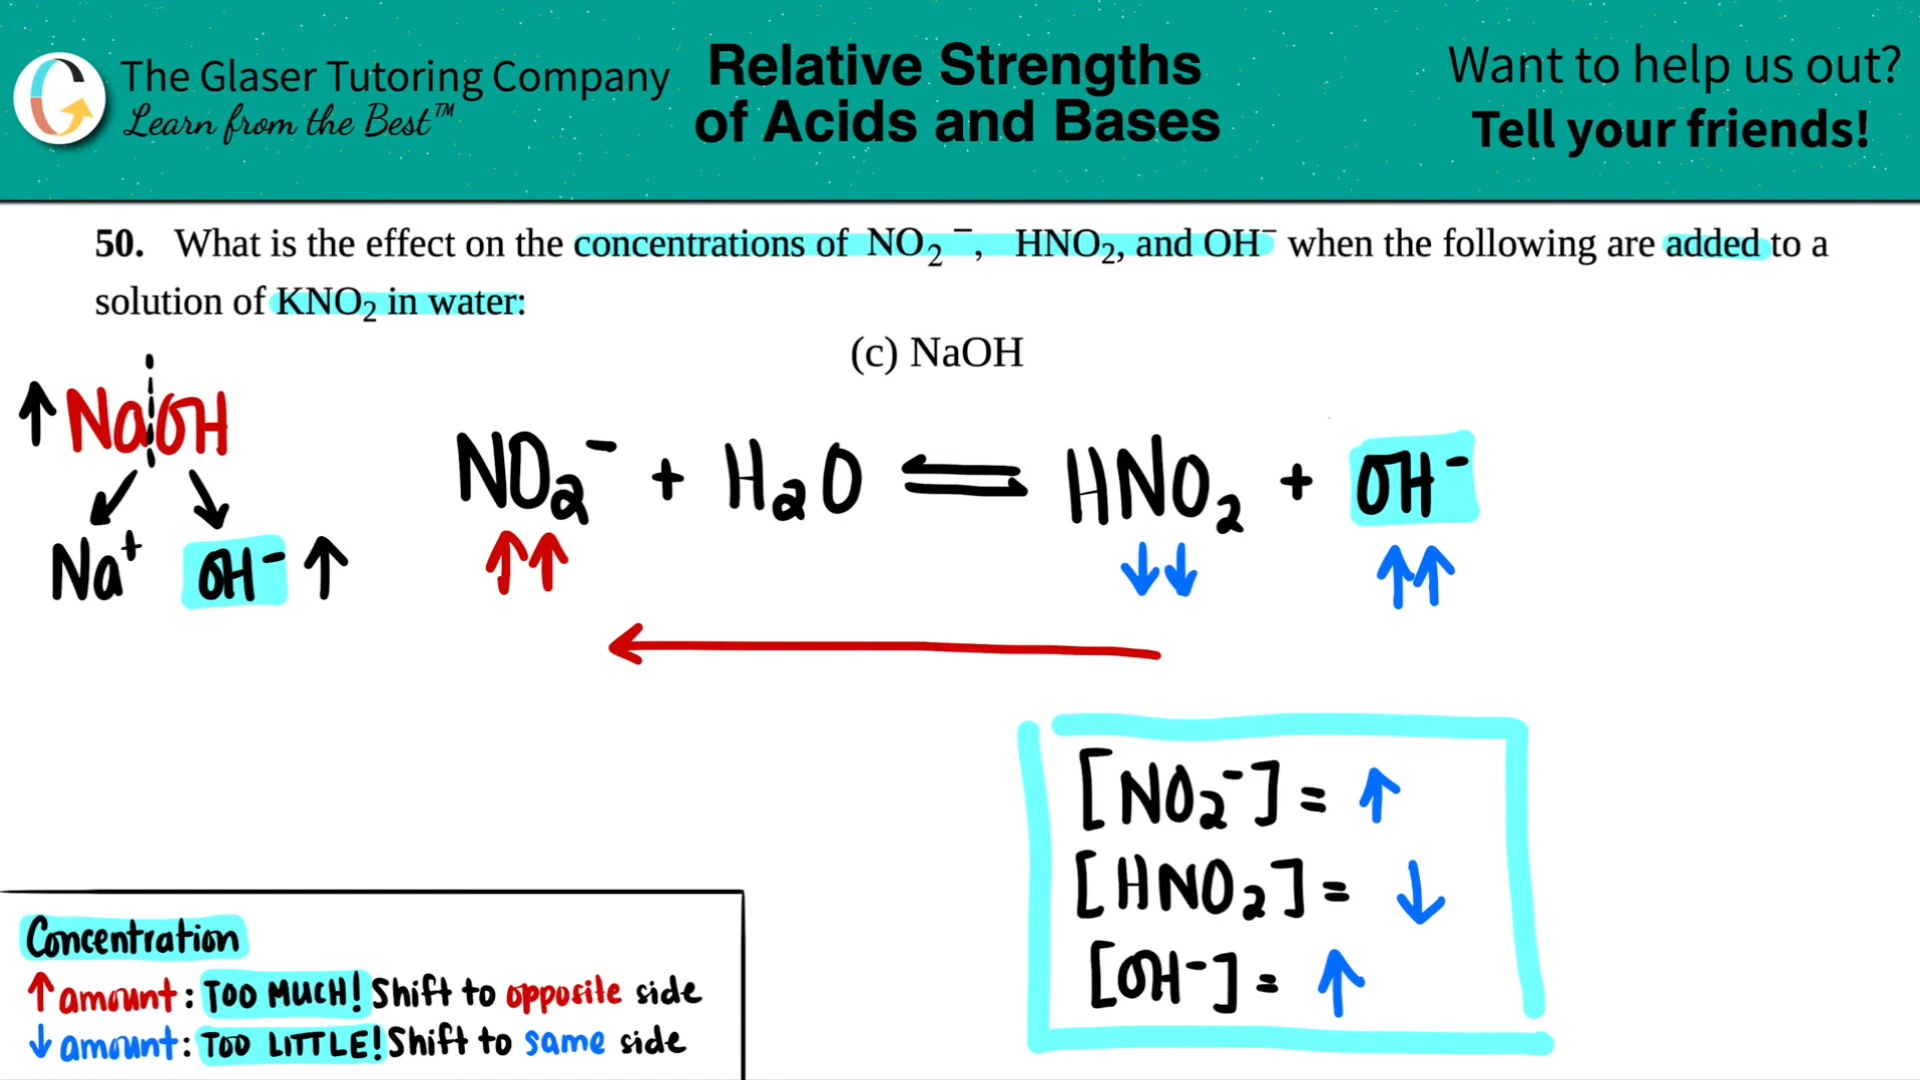 The Glaser Tutoring Company
Learn from the Best™
Relative Strengths
of Acids and Bases
Want to help us out?
Tell your friends!
50. What is the effect on the concentrations of NO₂⁻, HNO₂, and OH⁻ when the following are added to a
solution of KNO₂ in water:
(c) NaOH
↑ NaOH
Na⁺ OH⁻ ↑
NO₂⁻ + H₂O ⇌ HNO₂ + OH⁻
↑↑ ↓↓ ↑↑
[NO₂⁻] = ↑
[HNO₂] = ↓
[OH⁻] = ↑
Concentration
↑ amount: TOO MUCH! Shift to opposite side
↓ amount: TOO LITTLE! Shift to same side